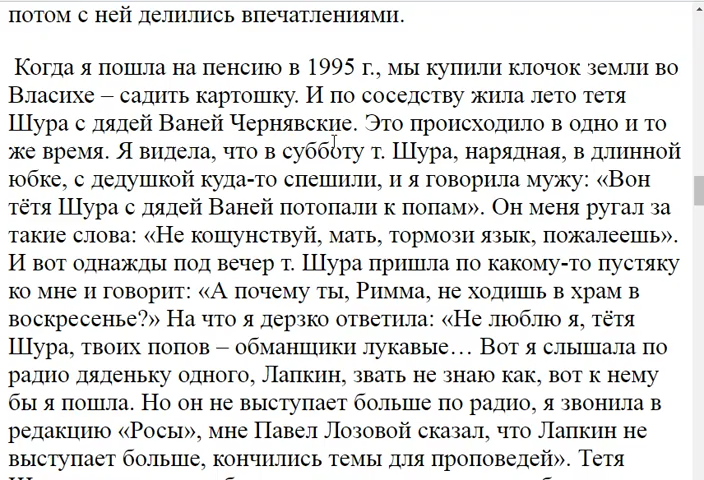 потом с ней делились впечатлениями.
Когда я пошла на пенсию в 1995 г., мы купили клочок земли во
Власихе – садить картошку. И по соседству жила лето тетя
Шура с дядей Ваней Чернявские. Это происходило в одно и то
же время. Я видела, что в субботу т. Шура, нарядная, в длинной
юбке, с дедушкой куда-то спешили, и я говорила мужу: «Вон
тётя Шура с дядей Ваней потопали к попам». Он меня ругал за
такие слова: «Не кощунствуй, мать, тормози язык, пожалеешь».
И вот однажды под вечер т. Шура пришла по какому-то пустяку
ко мне и говорит: «А почему ты, Римма, не ходишь в храм в
воскресенье?» На что я дерзко ответила: «Не люблю я, тётя
Шура, твоих попов – обманщики лукавые… Вот я слышала по
радио дяденьку одного, Лапкин, звать не знаю как, вот к нему
бы я пошла. Но он не выступает больше по радио, я звонила в
редакцию «Росы», мне Павел Лозовой сказал, что Лапкин не
выступает больше, кончились темы для проповедей». Тетя